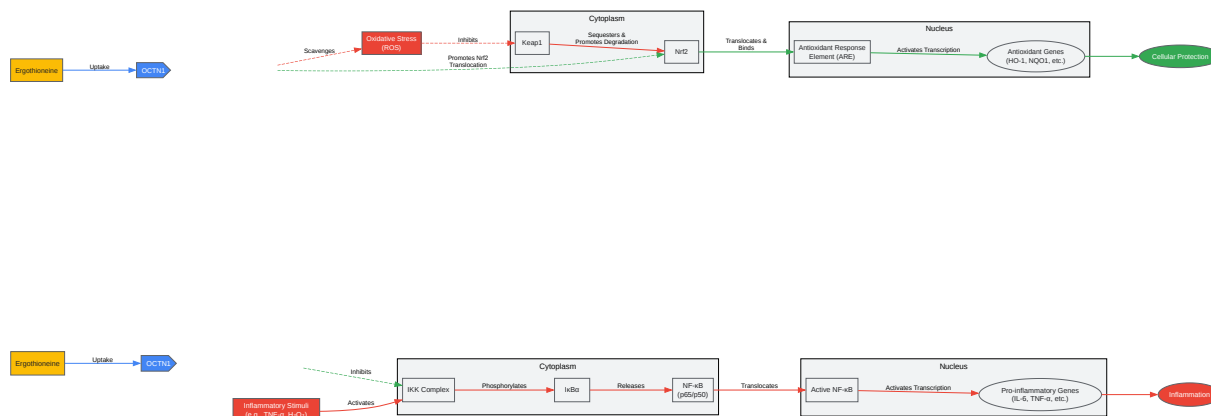 Cytoplasm
Nucleus
Oxidative Stress
(ROS)
Scavenges
Inhibits
Keap1
Sequesters &
Promotes Degradation
Nrf2
Translocates &
Binds
Antioxidant Response
Element (ARE)
Activates Transcription
Antioxidant Genes
(HO-1, NQO1, etc.)
Cellular Protection
Ergothioneine
Uptake
OCTN1
Promotes Nrf2
Translocation
Ergothioneine
Uptake
OCTN1
Inhibits
Cytoplasm
Nucleus
IKK Complex
Phosphorylates
IκBα
Releases
NF-κB
(p65/p50)
Translocates
Active NF-κB
Activates Transcription
Pro-inflammatory Genes
(IL-6, TNF-α, etc.)
Inflammation
Inflammatory Stimuli
(e.g., TNF-α, H₂O₂)
Activates